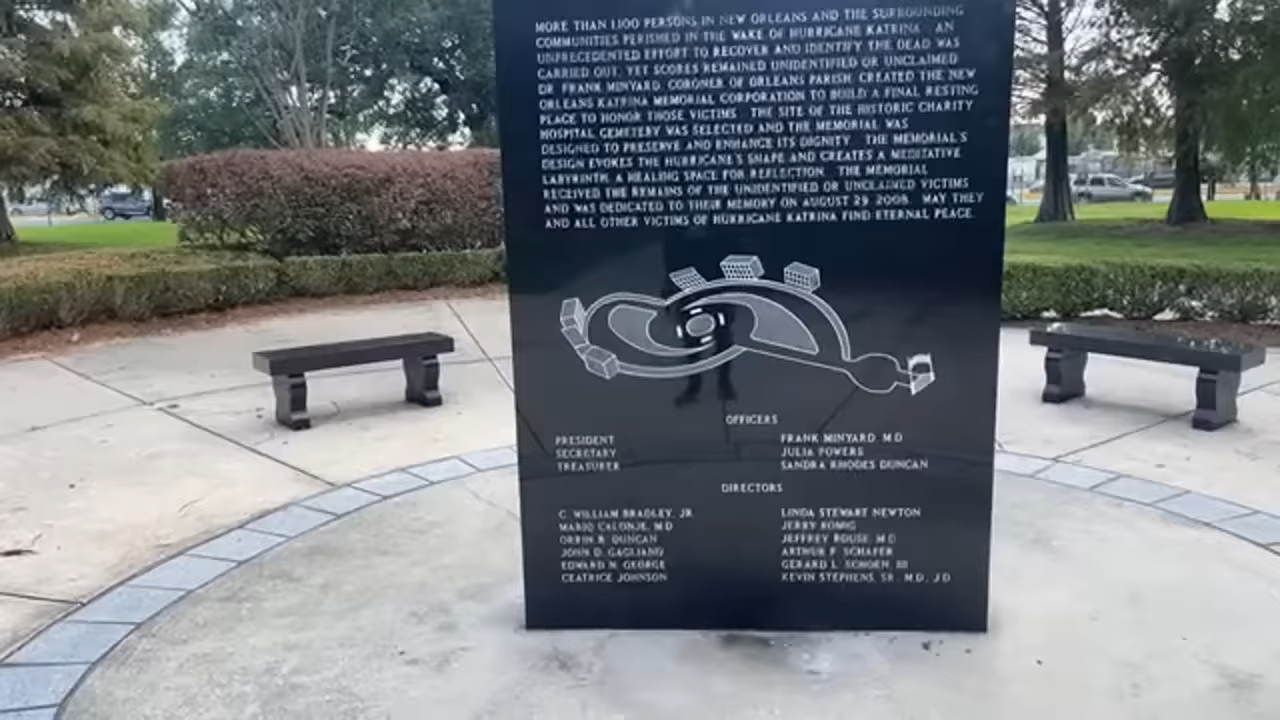 MORE THAN 1,100 PERSONS IN NEW ORLEANS AND THE SURROUNDING
COMMUNITIES PERISHED IN THE WAKE OF HURRICANE KATRINA. AN
UNPRECEDENTED EFFORT TO RECOVER AND IDENTIFY THE DEAD WAS
CARRIED OUT, YET SCORES REMAINED UNIDENTIFIED OR UNCLAIMED
DR. FRANK MINYARD, CORONER OF ORLEANS PARISH, CREATED THE NEW
ORLEANS KATRINA MEMORIAL CORPORATION TO BUILD A FINAL RESTING
PLACE TO HONOR THOSE VICTIMS. THE SITE OF THE HISTORIC CHARITY
HOSPITAL CEMETERY WAS SELECTED AND THE MEMORIAL WAS
DESIGNED TO PRESERVE AND ENHANCE ITS DIGNITY. THE MEMORIAL'S
DESIGN EVOKES THE HURRICANE'S SHAPE AND CREATES A MEDITATIVE
LABYRINTH, A HEALING SPACE FOR REFLECTION. THE MEMORIAL
RECEIVED THE REMAINS OF THE UNIDENTIFIED OR UNCLAIMED VICTIMS
AND WAS DEDICATED TO THEIR MEMORY ON AUGUST 29, 2008. MAY THEY
AND ALL OTHER VICTIMS OF HURRICANE KATRINA FIND ETERNAL PEACE.
OFFICERS
PRESIDENT FRANK MINYARD, M.D.
SECRETARY JULIA POWERS
TREASURER SANDRA RHODES DUNCAN
DIRECTORS
C. WILLIAM BRADLEY, JR. LINDA STEWART NEWTON
MARIO CALONJE, M.D. JERRY ROMIG
ORRIN B. DUNCAN JEFFREY ROUSE, M.D.
JOHN D. GAGLIANO ARTHUR F. SCHAFER
EDWARD N. GEORGE GERARD L. SCHOEN, III
CEATRICE JOHNSON KEVIN STEPHENS, SR., M.D., J.D.